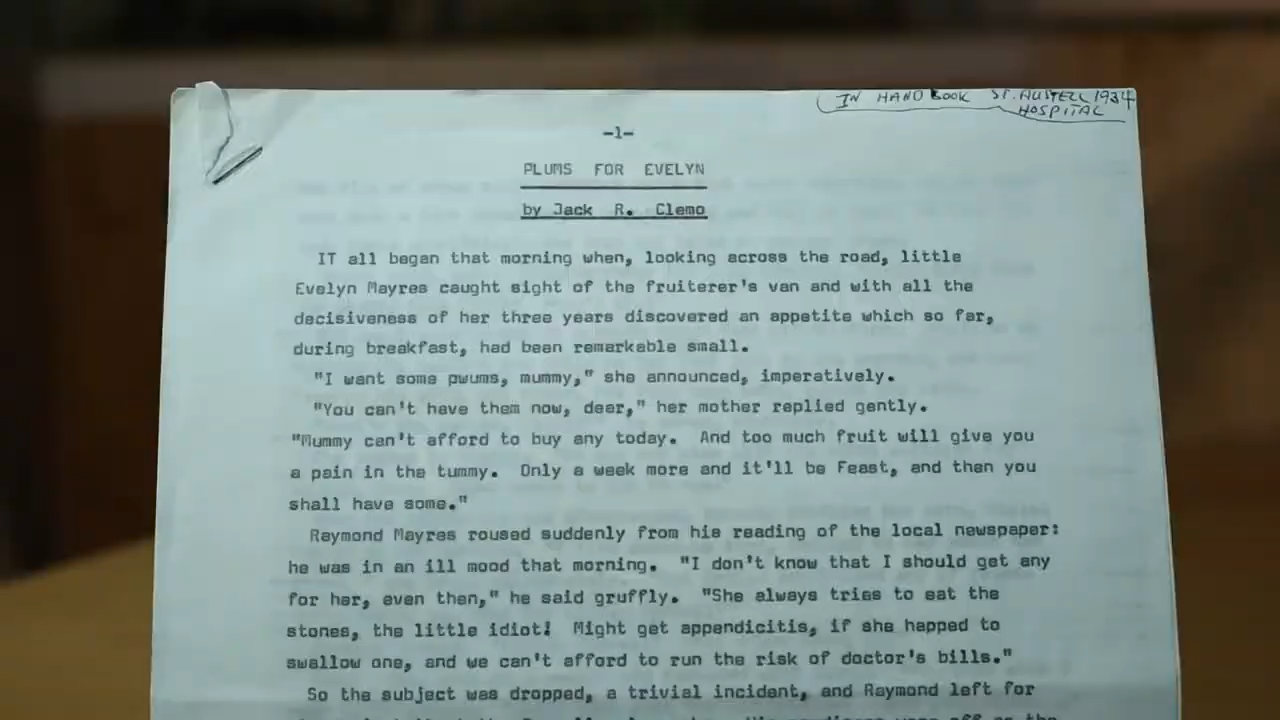 IN HANDBOOK ST. AUSTELL 1934
HOSPITAL
-1-
PLUMS FOR EVELYN
by Jack R. Clemo
IT all began that morning when, looking across the road, little
Evelyn Mayres caught sight of the fruiterer's van and with all the
decisiveness of her three years discovered an appetite which so far,
during breakfast, had been remarkable small.
"I want some pwums, mummy," she announced, imperatively.
"You can't have them now, dear," her mother replied gently.
"Mummy can't afford to buy any today. And too much fruit will give you
a pain in the tummy. Only a week more and it'll be Feast, and then you
shall have some."
Raymond Mayres roused suddenly from his reading of the local newspaper:
he was in an ill mood that morning. "I don't know that I should get any
for her, even then," he said gruffly. "She always tries to eat the
stones, the little idiot! Might get appendicitis, if she happed to
swallow one, and we can't afford to run the risk of doctor's bills."
So the subject was dropped, a trivial incident, and Raymond left for